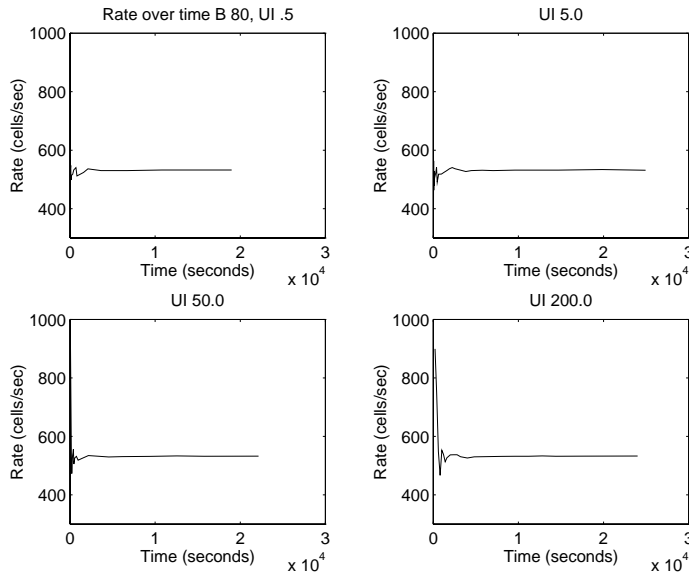 Rate over time B 80, UI .5
1000
800
600
400
Rate (cells/sec)
0
1
2
3
Time (seconds)
x 10^4
UI 5.0
1000
800
600
400
Rate (cells/sec)
0
1
2
3
Time (seconds)
x 10^4
UI 50.0
1000
800
600
400
Rate (cells/sec)
0
1
2
3
Time (seconds)
x 10^4
UI 200.0
1000
800
600
400
Rate (cells/sec)
0
1
2
3
Time (seconds)
x 10^4